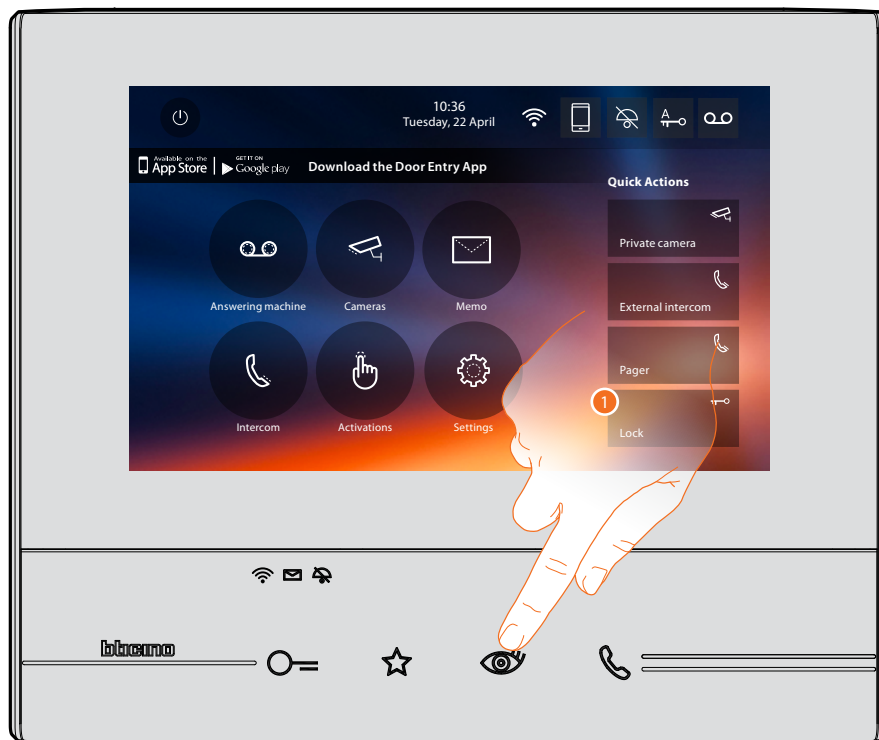 10:36
Tuesday, 22 April
A
Available on the
App Store
GET IT ON
Google play
Download the Door Entry App
Quick Actions
Private camera
External intercom
Pager
1
Lock
Answering machine
Cameras
Memo
Intercom
Activations
Settings
bticino